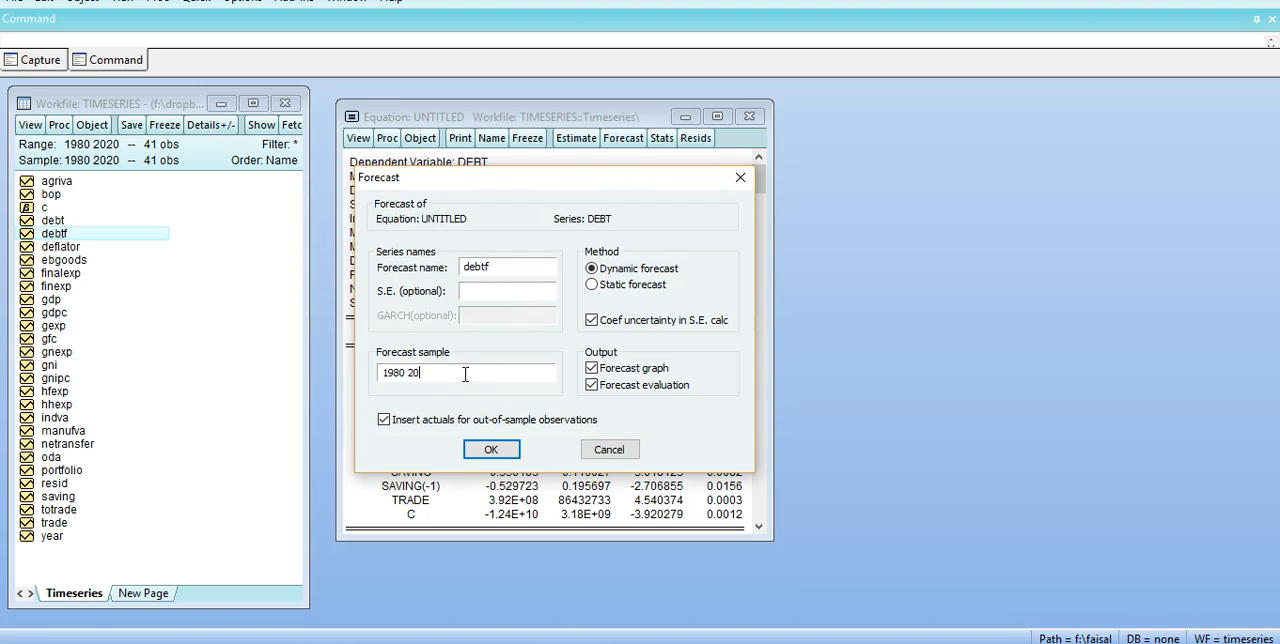 Command
Capture
Command
Workfile: TIMESERIES - (f:\dropb...
View Proc Object Save Freeze Details+/- Show Fetc
Range: 1980 2020 -- 41 obs Filter: *
Sample: 1980 2020 -- 41 obs Order: Name
agriva
bop
c
debt
debtf
deflator
ebgoods
finalexp
finexp
gdp
gdpc
gexp
gfc
gnexp
gni
gnipc
hfexp
hhexp
indva
manufva
netransfer
oda
portfolio
resid
saving
totrade
trade
year
Timeseries New Page
Equation: UNTITLED Workfile: TIMESERIES::Timeseries\
View Proc Object Print Name Freeze Estimate Forecast Stats Resids
Dependent Variable: DEBT
Forecast
Forecast of
Equation: UNTITLED Series: DEBT
Series names
Forecast name: debtf
S.E. (optional):
GARCH(optional):
Method
Dynamic forecast
Static forecast
Coef uncertainty in S.E. calc
Forecast sample
1980 20
Output
Forecast graph
Forecast evaluation
Insert actuals for out-of-sample observations
OK Cancel
SAVING(-1) -0.529723 0.195697 -2.706855 0.0156
TRADE 3.92E+08 86432733 4.540374 0.0003
C -1.24E+10 3.18E+09 -3.920279 0.0012
Path = f:\faisal DB = none WF = timeseries